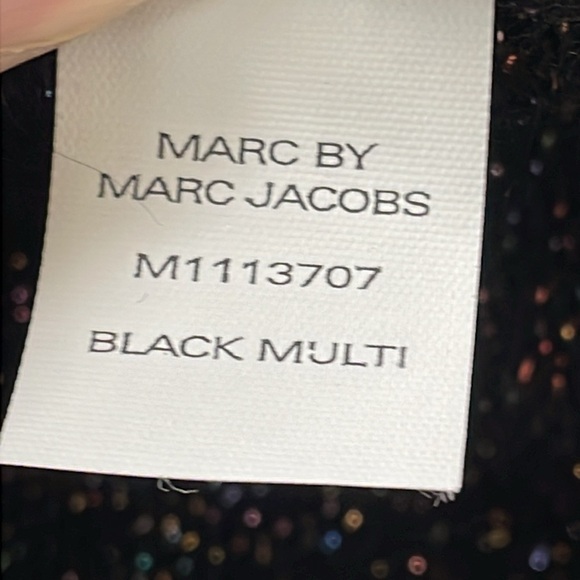 MARC BY
MARC JACOBS
M1113707
BLACK MULTI